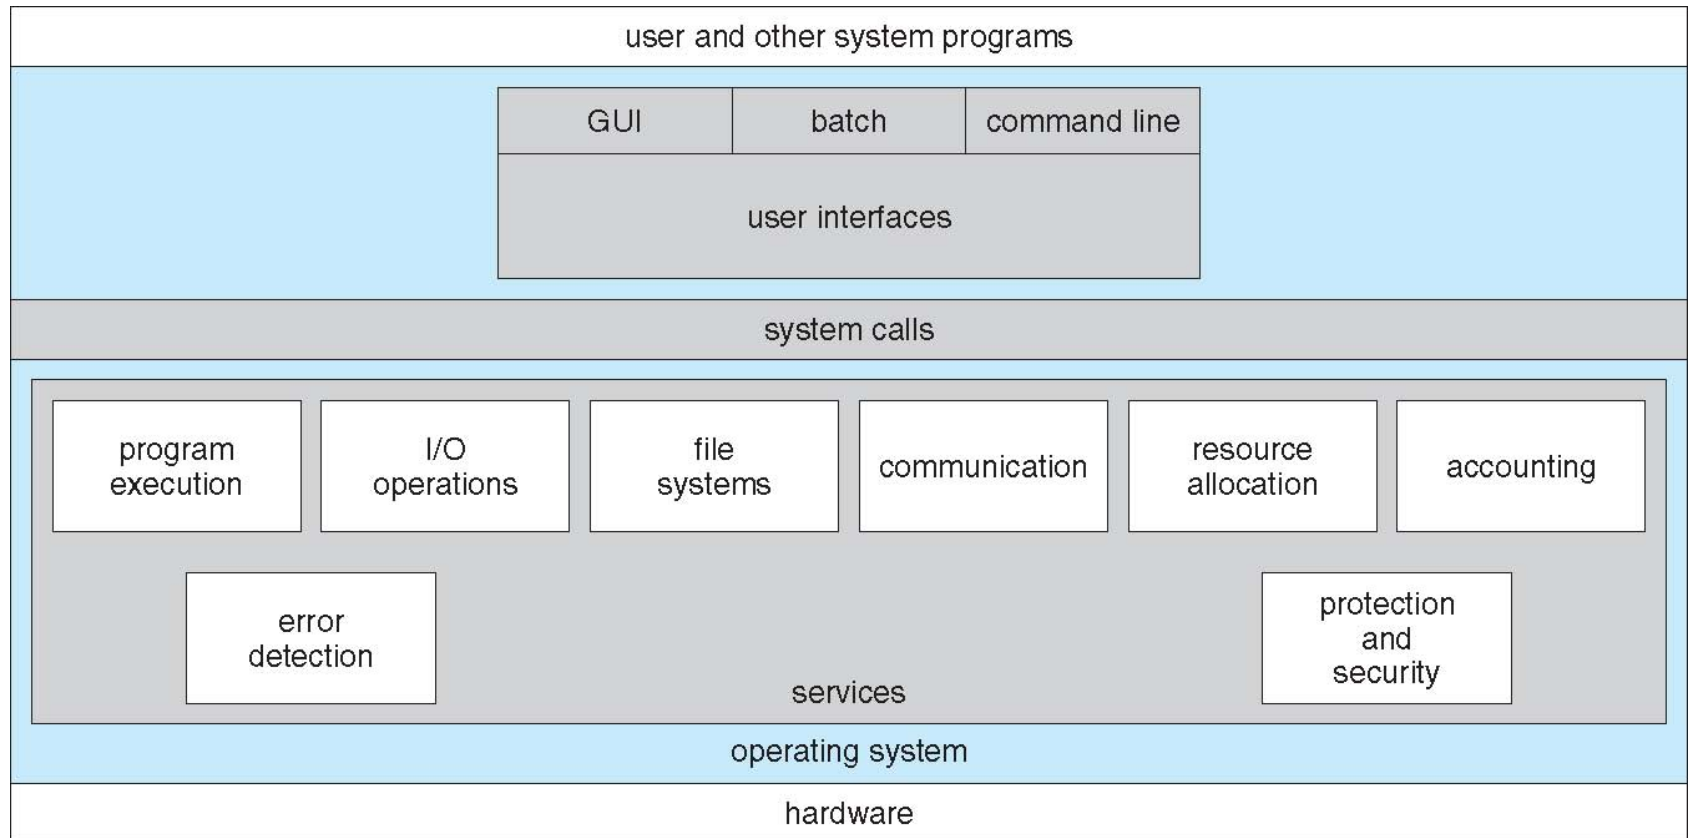 user and other system programs
GUI
batch
command line
user interfaces
system calls
program
execution
I/O
operations
file
systems
communication
resource
allocation
accounting
error
detection
protection
and
security
services
operating system
hardware